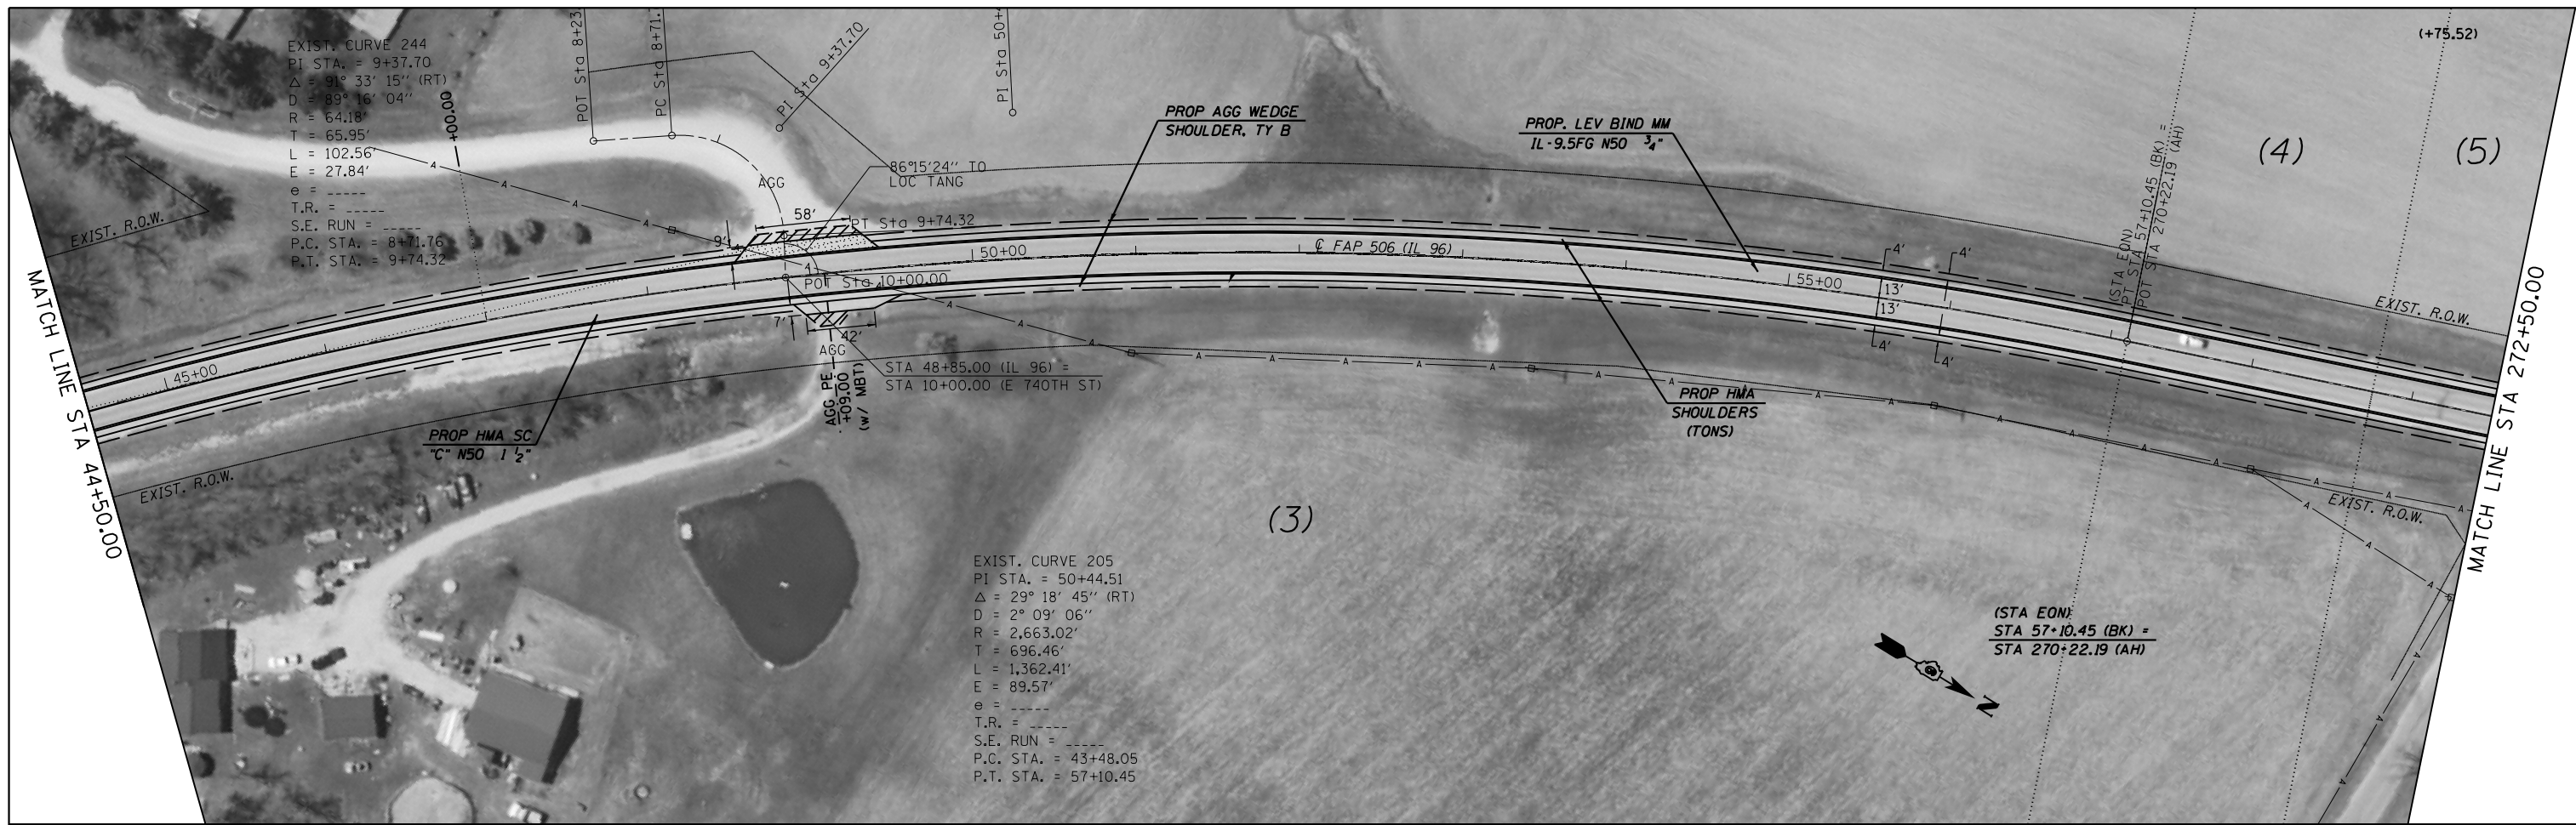 EXIST. CURVE 244
PI STA. = 9+37.70
△ = 91° 33' 15" (RT)
D = 89° 16' 04"
R = 64.18'
T = 65.95'
L = 102.56'
E = 27.84'
e = _____
T.R. = _____
S.E. RUN = _____
P.C. STA. = 8+71.76
P.T. STA. = 9+74.32
+00.00
POT Sta 8+23.
PC Sta 8+71.
PI Sta 9+37.70
PI Sta 50+
(+75.52)
PROP AGG WEDGE
SHOULDER, TY B
PROP. LEV BIND MM
IL-9.5FG N50 3/4"
(4)
(5)
86°15'24" TO
LOC TANG
AGG
58'
PT Sta 9+74.32
9'
POT Sta 10+00.00
EXIST. R.O.W.
MATCH LINE STA 44+50.00
45+00
50+00
℄ FAP 506 (IL 96)
55+00
4'
4'
13'
13'
4'
4'
(STA EQN)
PT STA 57+10.45 (BK) =
POT STA 270+22.19 (AH)
EXIST. R.O.W.
MATCH LINE STA 272+50.00
7'
42'
AGG
STA 48+85.00 (IL 96) =
STA 10+00.00 (E 740TH ST)
AGG PE
+09.00
(w/ MBT)
PROP HMA SC
"C" N50 1 1/2"
PROP HMA
SHOULDERS
(TONS)
EXIST. R.O.W.
EXIST. R.O.W.
(3)
EXIST. CURVE 205
PI STA. = 50+44.51
△ = 29° 18' 45" (RT)
D = 2° 09' 06"
R = 2,663.02'
T = 696.46'
L = 1,362.41'
E = 89.57'
e = _____
T.R. = _____
S.E. RUN = _____
P.C. STA. = 43+48.05
P.T. STA. = 57+10.45
(STA EQN)
STA 57+10.45 (BK) =
STA 270+22.19 (AH)
N